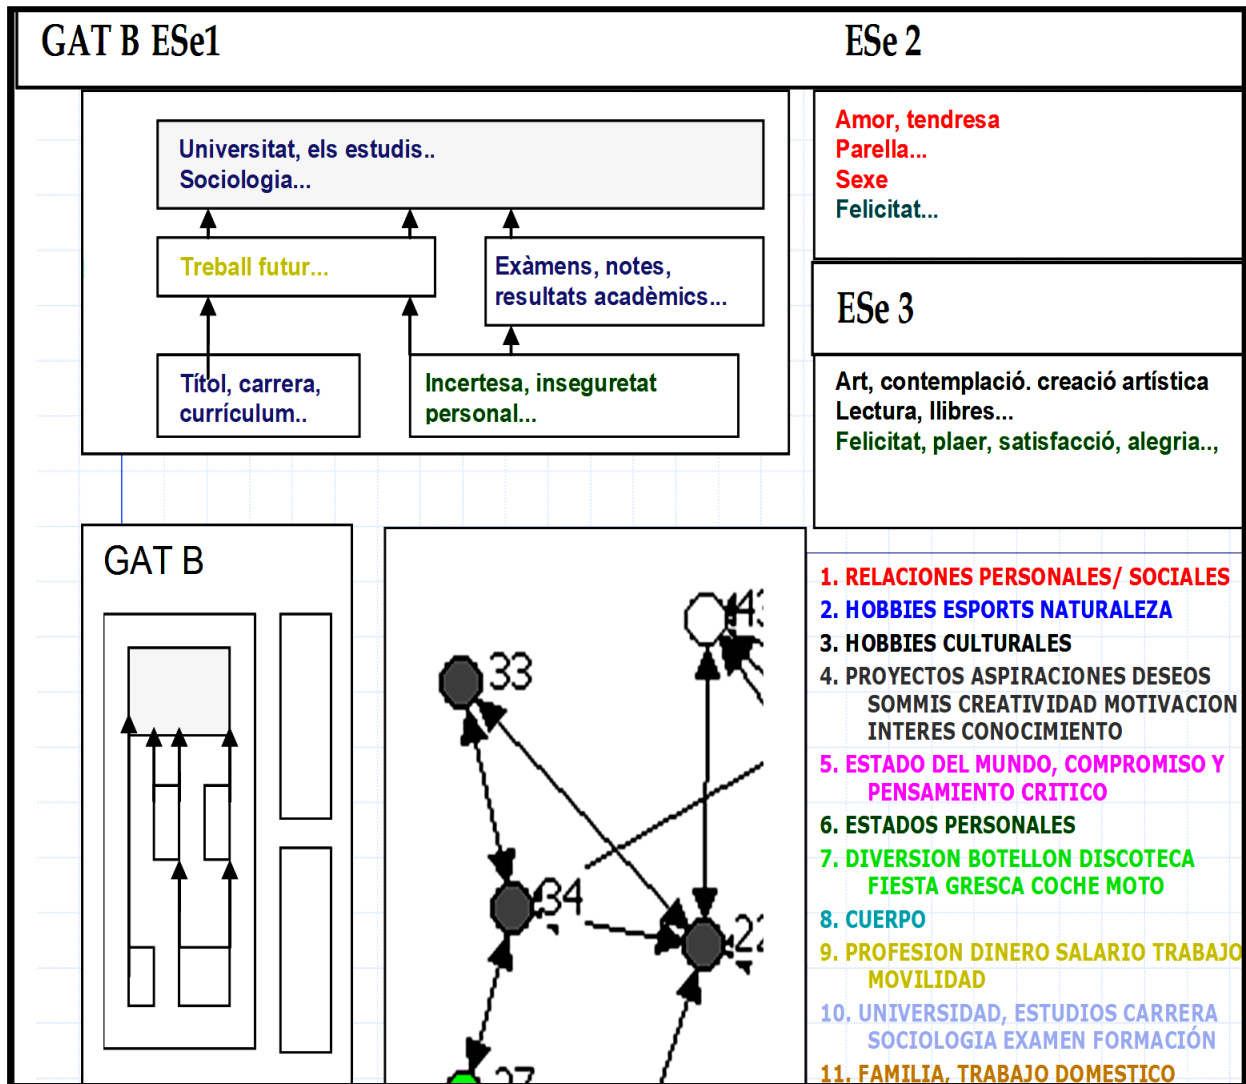 GAT B ESe1
ESe 2
Universitat, els estudis..
Sociologia...
Treball futur...
Exàmens, notes,
resultats acadèmics...
Títol, carrera,
currículum..
Incertesa, inseguretat
personal...
Amor, tendresa
Parella...
Sexe
Felicitat...
ESe 3
Art, contemplació. creació artística
Lectura, llibres...
Felicitat, plaer, satisfacció, alegria..,
GAT B
33
34
22
27
1. RELACIONES PERSONALES/ SOCIALES
2. HOBBIES ESPORTS NATURALEZA
3. HOBBIES CULTURALES
4. PROYECTOS ASPIRACIONES DESEOS
SOMMIS CREATIVIDAD MOTIVACION
INTERES CONOCIMIENTO
5. ESTADO DEL MUNDO, COMPROMISO Y
PENSAMIENTO CRITICO
6. ESTADOS PERSONALES
7. DIVERSION BOTELLON DISCOTECA
FIESTA GRESCA COCHE MOTO
8. CUERPO
9. PROFESION DINERO SALARIO TRABAJO
MOVILIDAD
10. UNIVERSIDAD, ESTUDIOS CARRERA
SOCIOLOGIA EXAMEN FORMACIÓN
11. FAMILIA, TRABAJO DOMESTICO